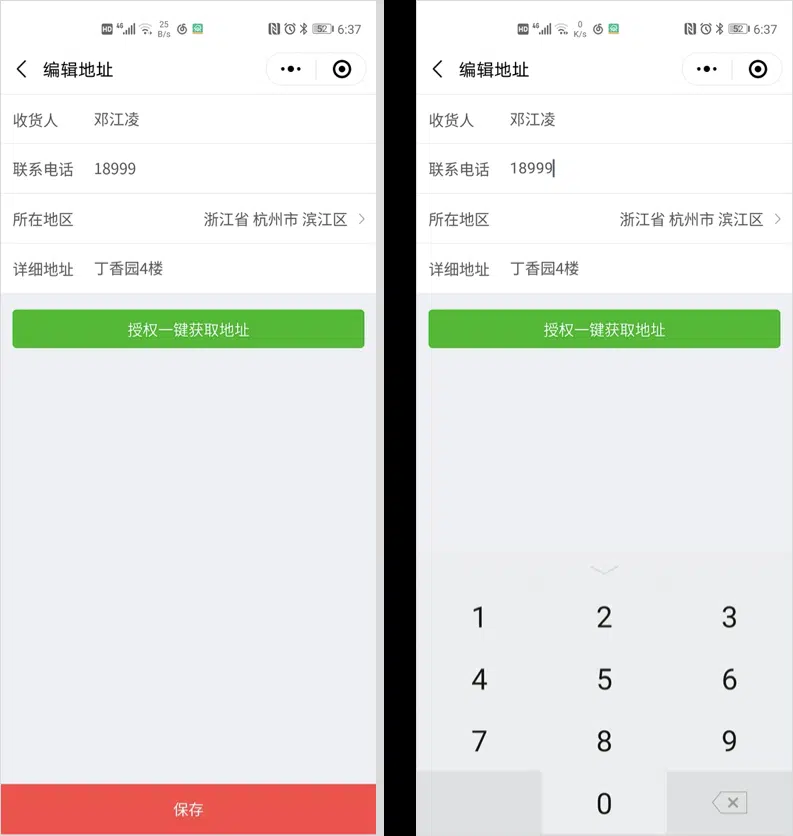 HD 4G 25 B/s 52 6:37
编辑地址
收货人 邓江凌
联系电话 18999
所在地区 浙江省 杭州市 滨江区
详细地址 丁香园4楼
授权一键获取地址
保存
HD 4G 0 K/s 52 6:37
编辑地址
收货人 邓江凌
联系电话 18999
所在地区 浙江省 杭州市 滨江区
详细地址 丁香园4楼
授权一键获取地址
1 2 3
4 5 6
7 8 9
0